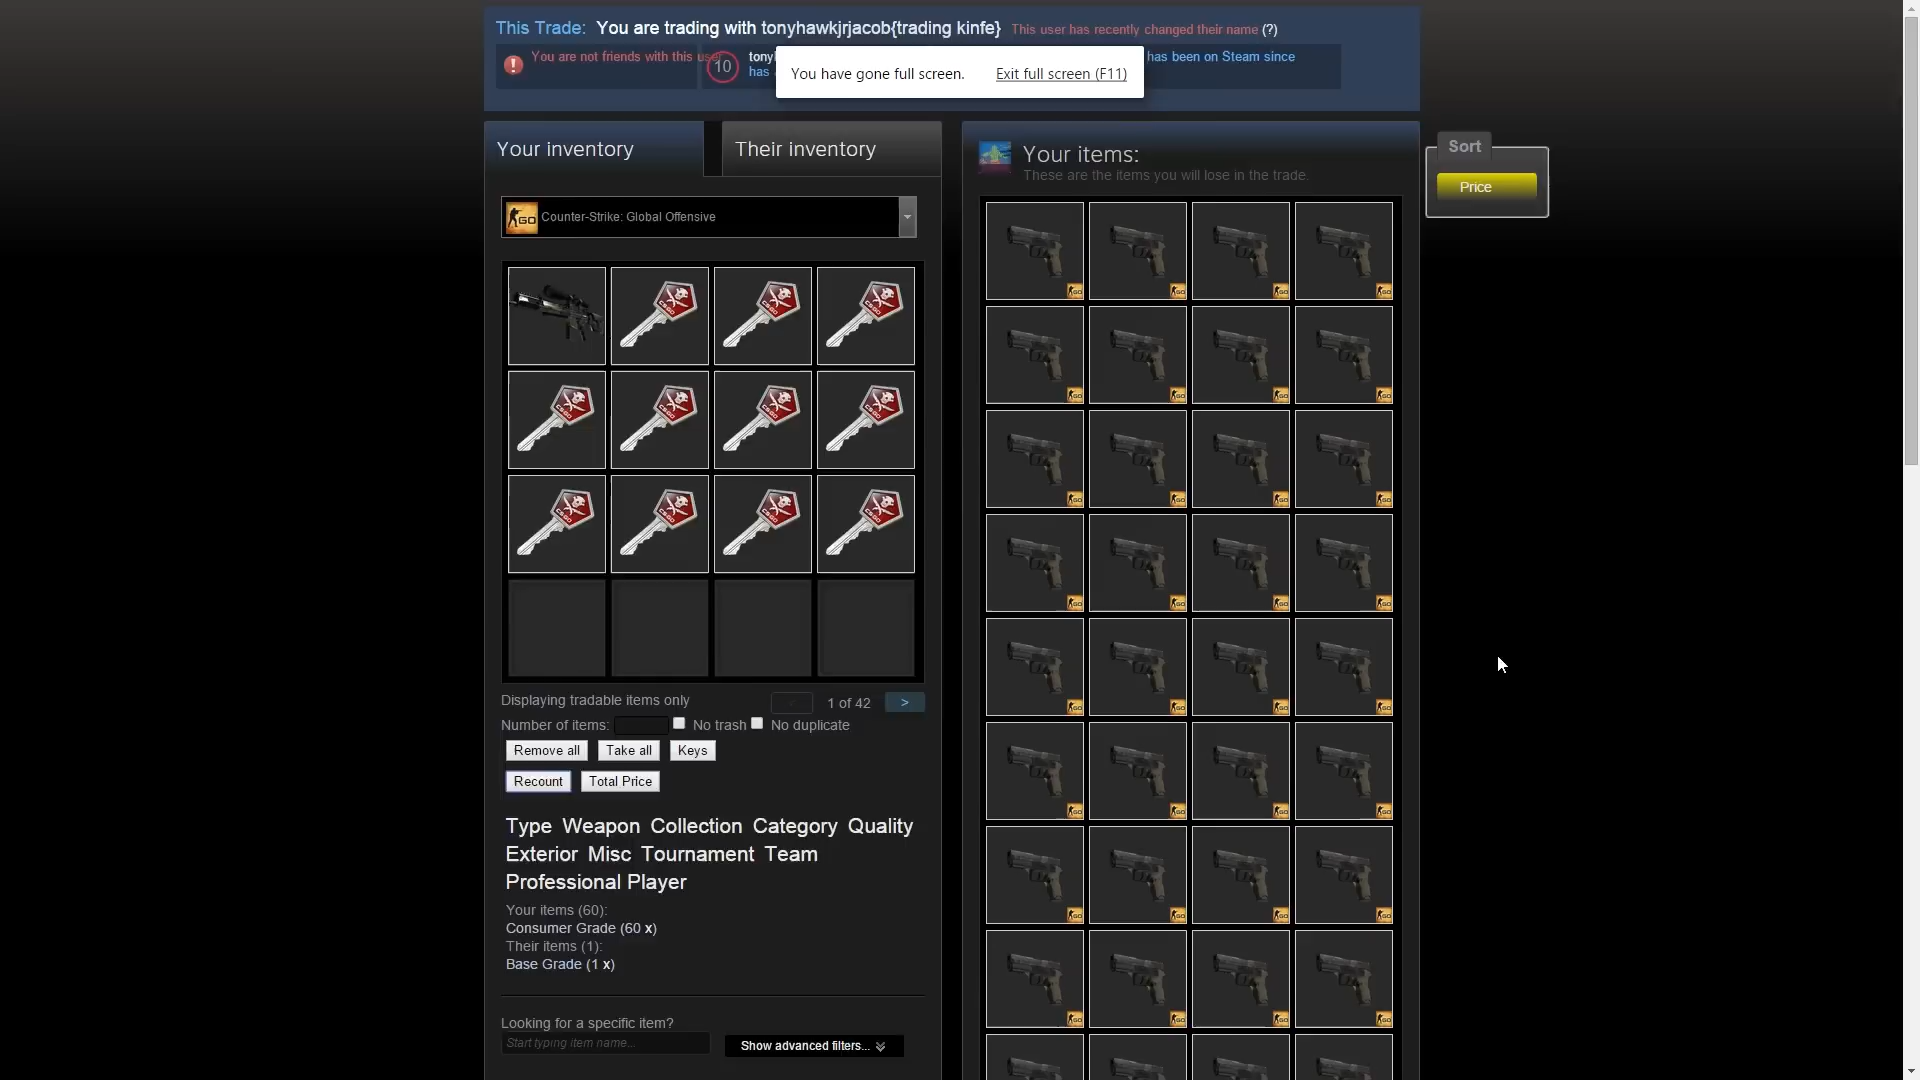 This Trade: You are trading with tonyhawkjrjacob{trading kinfe} This user has recently changed their name (?)
You are not friends with this user
10
has been on Steam since
has
You have gone full screen. Exit full screen (F11)
Your inventory
Their inventory
Counter-Strike: Global Offensive
Displaying tradable items only
1 of 42
>
Number of items:
No trash
No duplicate
Remove all
Take all
Keys
Recount
Total Price
Type Weapon Collection Category Quality
Exterior Misc Tournament Team
Professional Player
Your items (60):
Consumer Grade (60 x)
Their items (1):
Base Grade (1 x)
Looking for a specific item?
Start typing item name...
Show advanced filters...
Your items:
These are the items you will lose in the trade.
Sort
Price